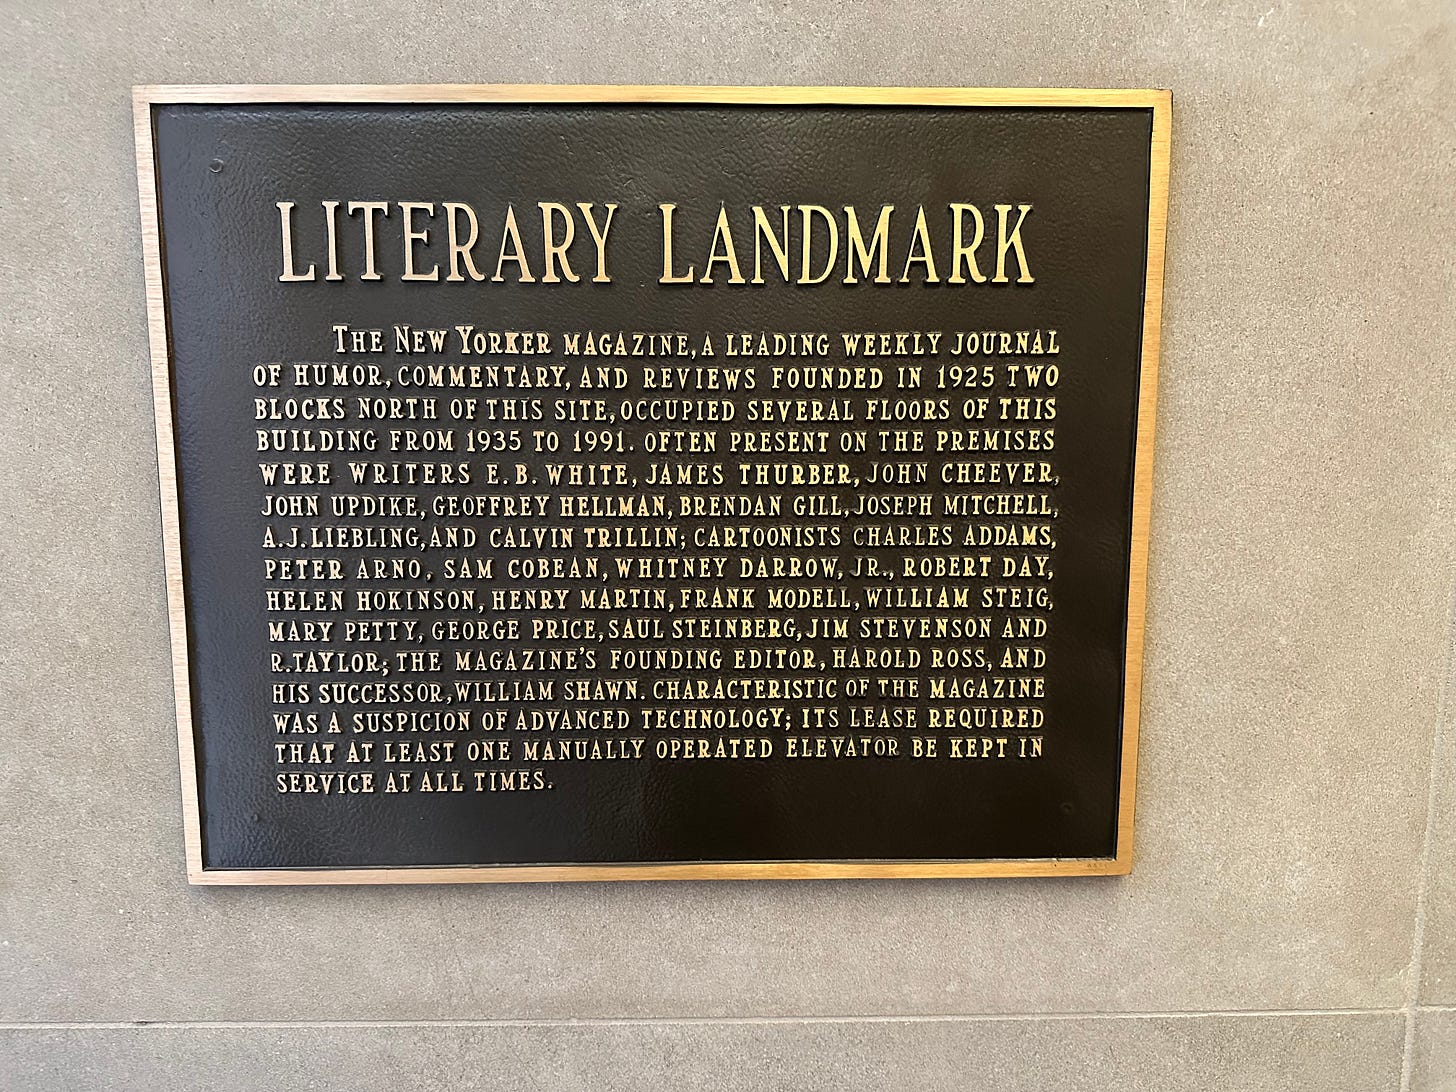 LITERARY LANDMARK
THE NEW YORKER MAGAZINE, A LEADING WEEKLY JOURNAL
OF HUMOR, COMMENTARY, AND REVIEWS FOUNDED IN 1925 TWO
BLOCKS NORTH OF THIS SITE, OCCUPIED SEVERAL FLOORS OF THIS
BUILDING FROM 1935 TO 1991. OFTEN PRESENT ON THE PREMISES
WERE WRITERS E.B. WHITE, JAMES THURBER, JOHN CHEEVER,
JOHN UPDIKE, GEOFFREY HELLMAN, BRENDAN GILL, JOSEPH MITCHELL,
A.J. LIEBLING, AND CALVIN TRILLIN; CARTOONISTS CHARLES ADDAMS,
PETER ARNO, SAM COBEAN, WHITNEY DARROW, JR., ROBERT DAY,
HELEN HOKINSON, HENRY MARTIN, FRANK MODELL, WILLIAM STEIG,
MARY PETTY, GEORGE PRICE, SAUL STEINBERG, JIM STEVENSON AND
R. TAYLOR; THE MAGAZINE'S FOUNDING EDITOR, HAROLD ROSS, AND
HIS SUCCESSOR, WILLIAM SHAWN. CHARACTERISTIC OF THE MAGAZINE
WAS A SUSPICION OF ADVANCED TECHNOLOGY; ITS LEASE REQUIRED
THAT AT LEAST ONE MANUALLY OPERATED ELEVATOR BE KEPT IN
SERVICE AT ALL TIMES.